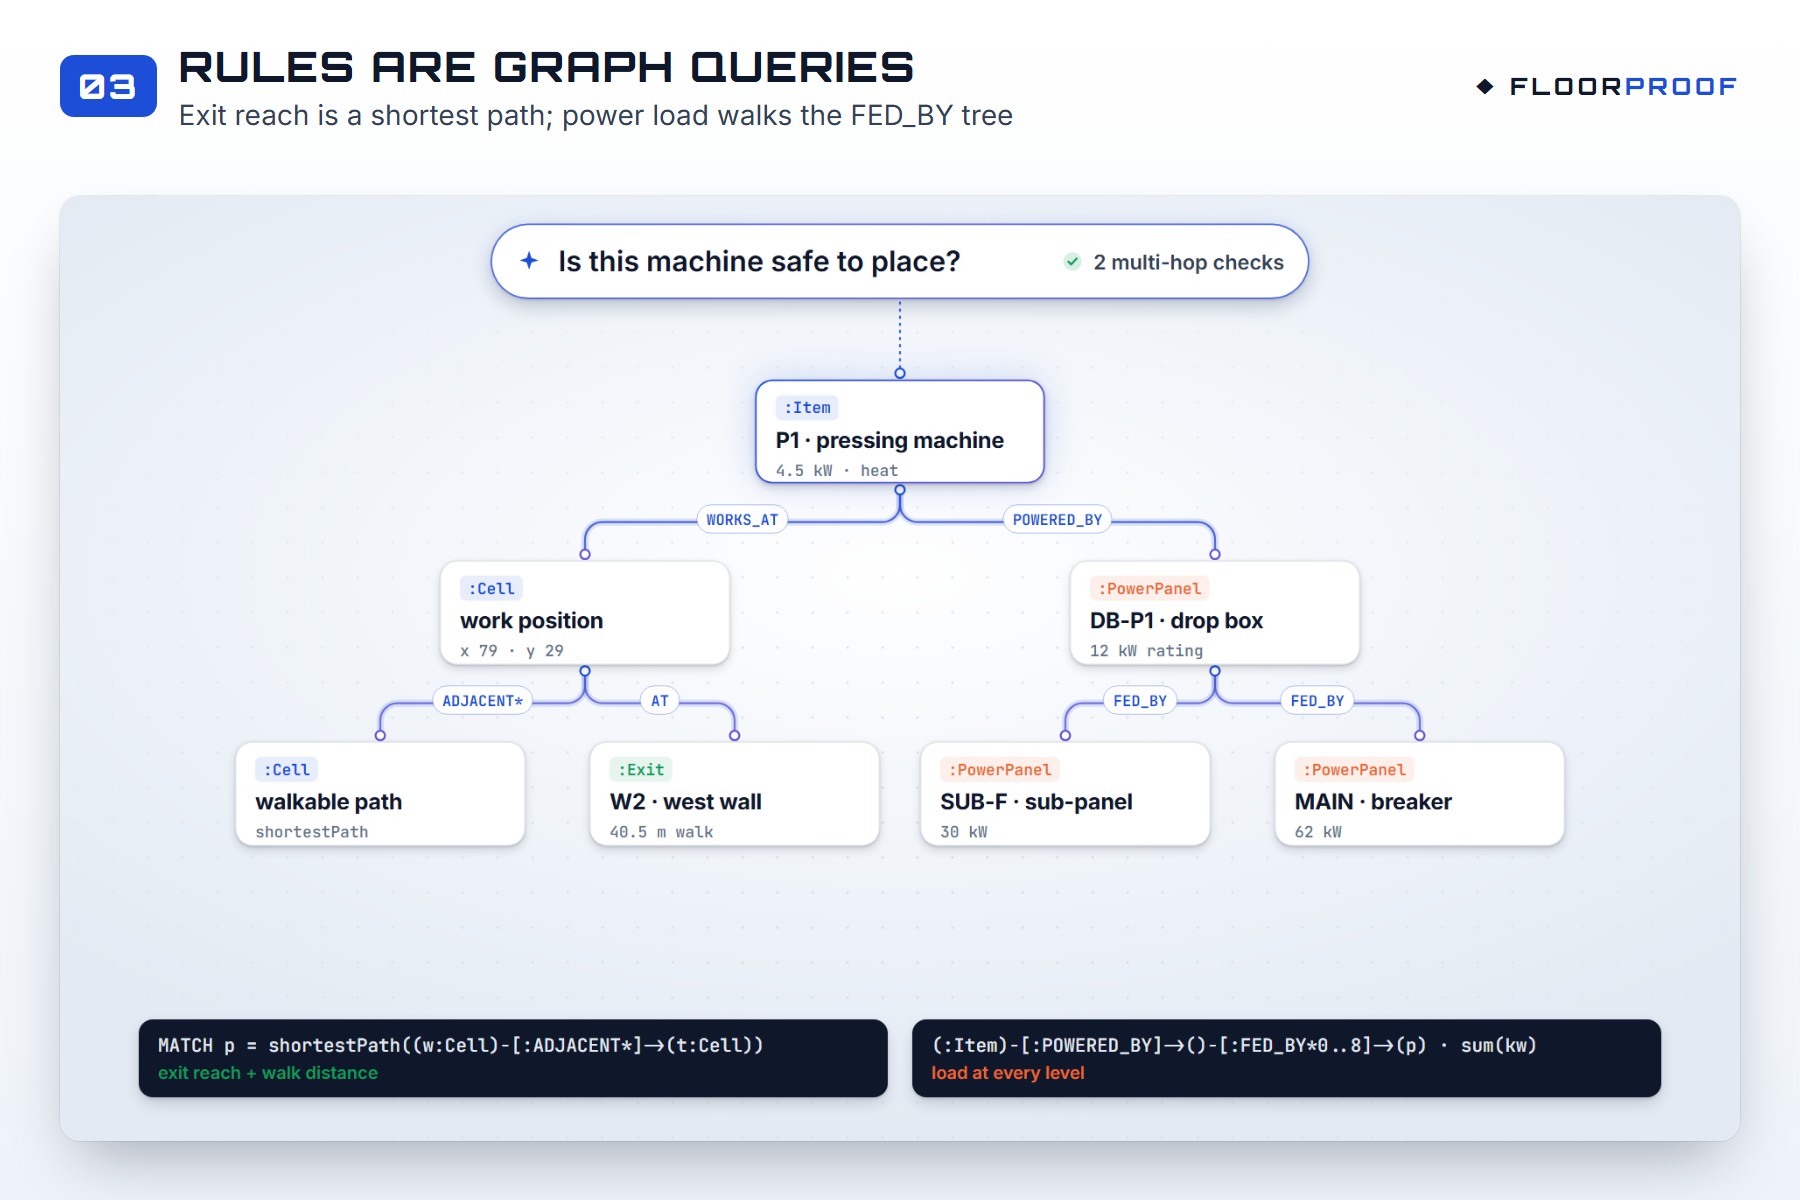 03
RULES ARE GRAPH QUERIES
Exit reach is a shortest path; power load walks the FED_BY tree
FLOORPROOF
Is this machine safe to place?
2 multi-hop checks
:Item
P1 · pressing machine
4.5 kW · heat
WORKS_AT
POWERED_BY
:Cell
work position
x 79 · y 29
:PowerPanel
DB-P1 · drop box
12 kW rating
ADJACENT*
AT
FED_BY
FED_BY
:Cell
walkable path
shortestPath
:Exit
W2 · west wall
40.5 m walk
:PowerPanel
SUB-F · sub-panel
30 kW
:PowerPanel
MAIN · breaker
62 kW
MATCH p = shortestPath((w:Cell)-[:ADJACENT*]->(t:Cell))
exit reach + walk distance
(:Item)-[:POWERED_BY]->()-[:FED_BY*0..8]->(p) · sum(kw)
load at every level